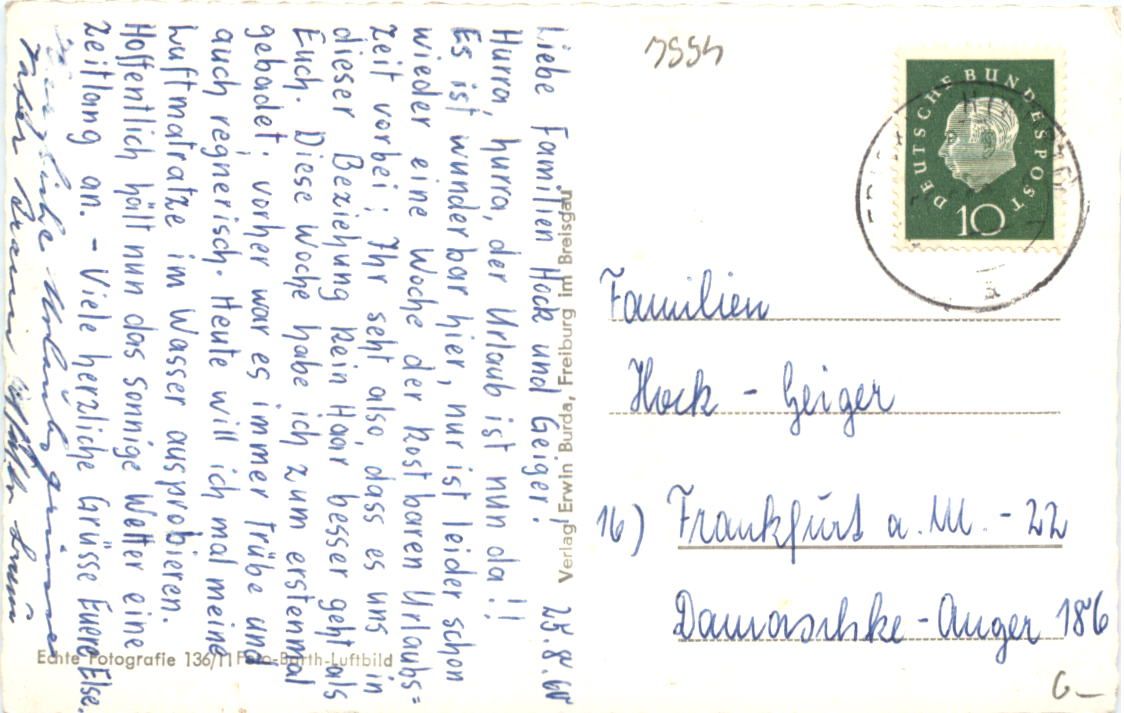 Liebe Familien Hock und Geiger! 25.8.60
Hurra, hurra, der Urlaub ist nun da!!
Es ist wunderbar hier, nur ist leider schon
wieder eine Woche der kostbaren Urlaubs=
zeit vorbei; Ihr seht also, dass es uns in
dieser Beziehung kein Haar besser geht als
Euch. Diese Woche habe ich zum erstenmal
gebadet. vorher war es immer trübe und
auch regnerisch. Heute will ich mal meine
Luftmatratze im Wasser ausprobieren.
Hoffentlich hält nun das sonnige Wetter eine
Zeitlang an. - Viele herzliche Grüsse Euere Else.
Herzliche Urlaubsgrüsse
Verlag Erwin Burda, Freiburg im Breisgau
Echte Fotografie 136/11 Foto-Barth-Luftbild
DEUTSCHE BUNDESPOST
10
Familien
Hock - Geiger
16) Frankfurt a. M. - 22
Damaschke-Anger 186
G-